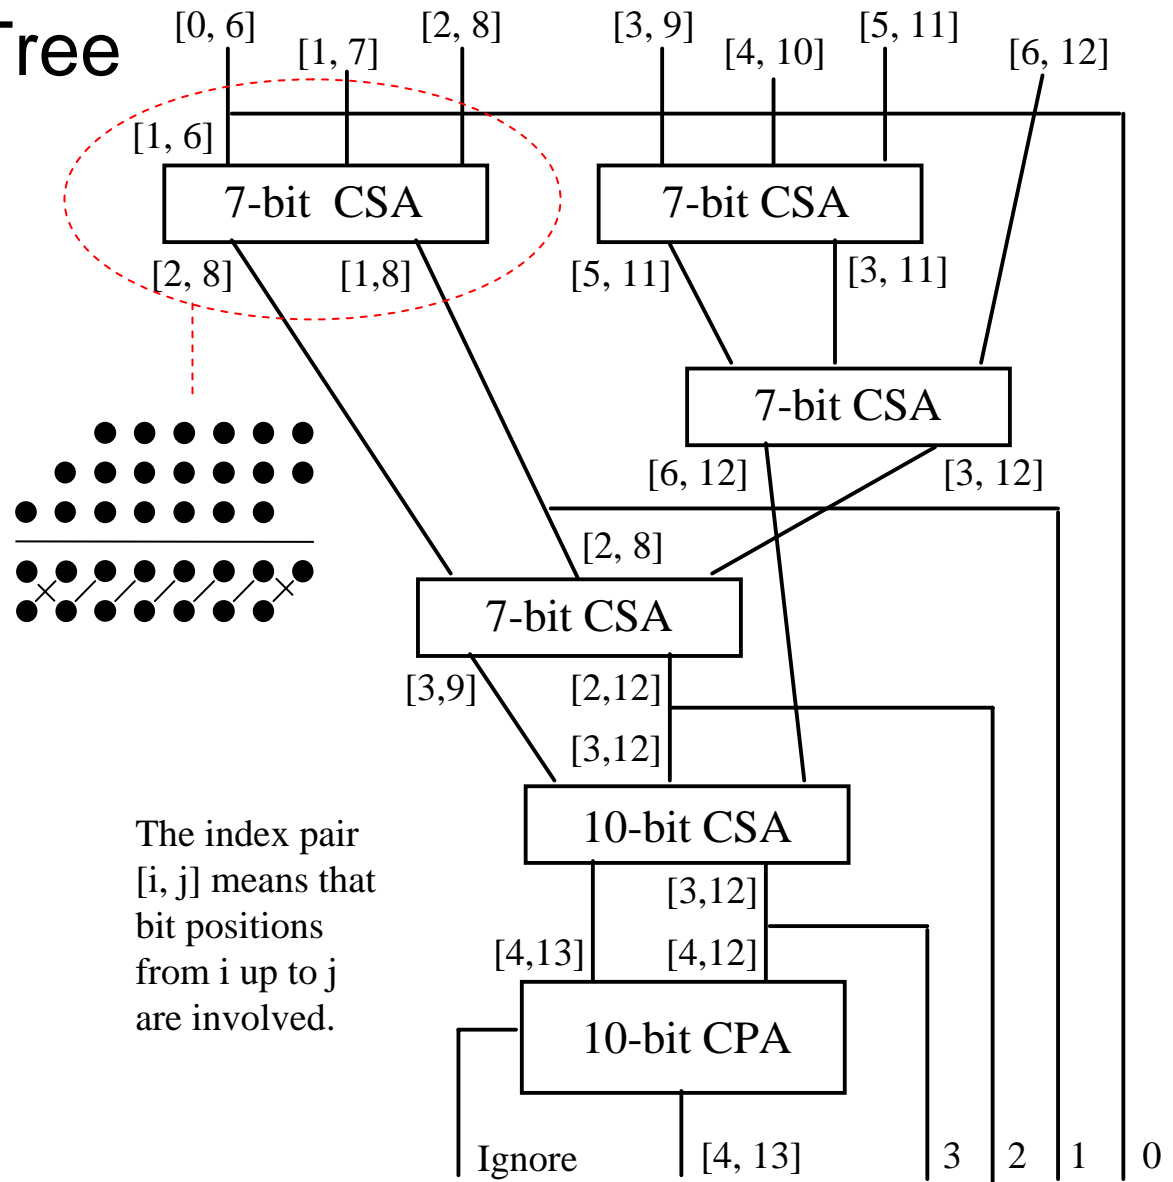 Tree
[0, 6]
[1, 7]
[2, 8]
[3, 9]
[4, 10]
[5, 11]
[6, 12]
[1, 6]
7-bit CSA
7-bit CSA
[2, 8]
[1,8]
[5, 11]
[3, 11]
7-bit CSA
[6, 12]
[3, 12]
[2, 8]
7-bit CSA
[3,9]
[2,12]
[3,12]
10-bit CSA
The index pair
[i, j] means that
bit positions
from i up to j
are involved.
[3,12]
[4,13]
[4,12]
10-bit CPA
Ignore
[4, 13]
3
2
1
0